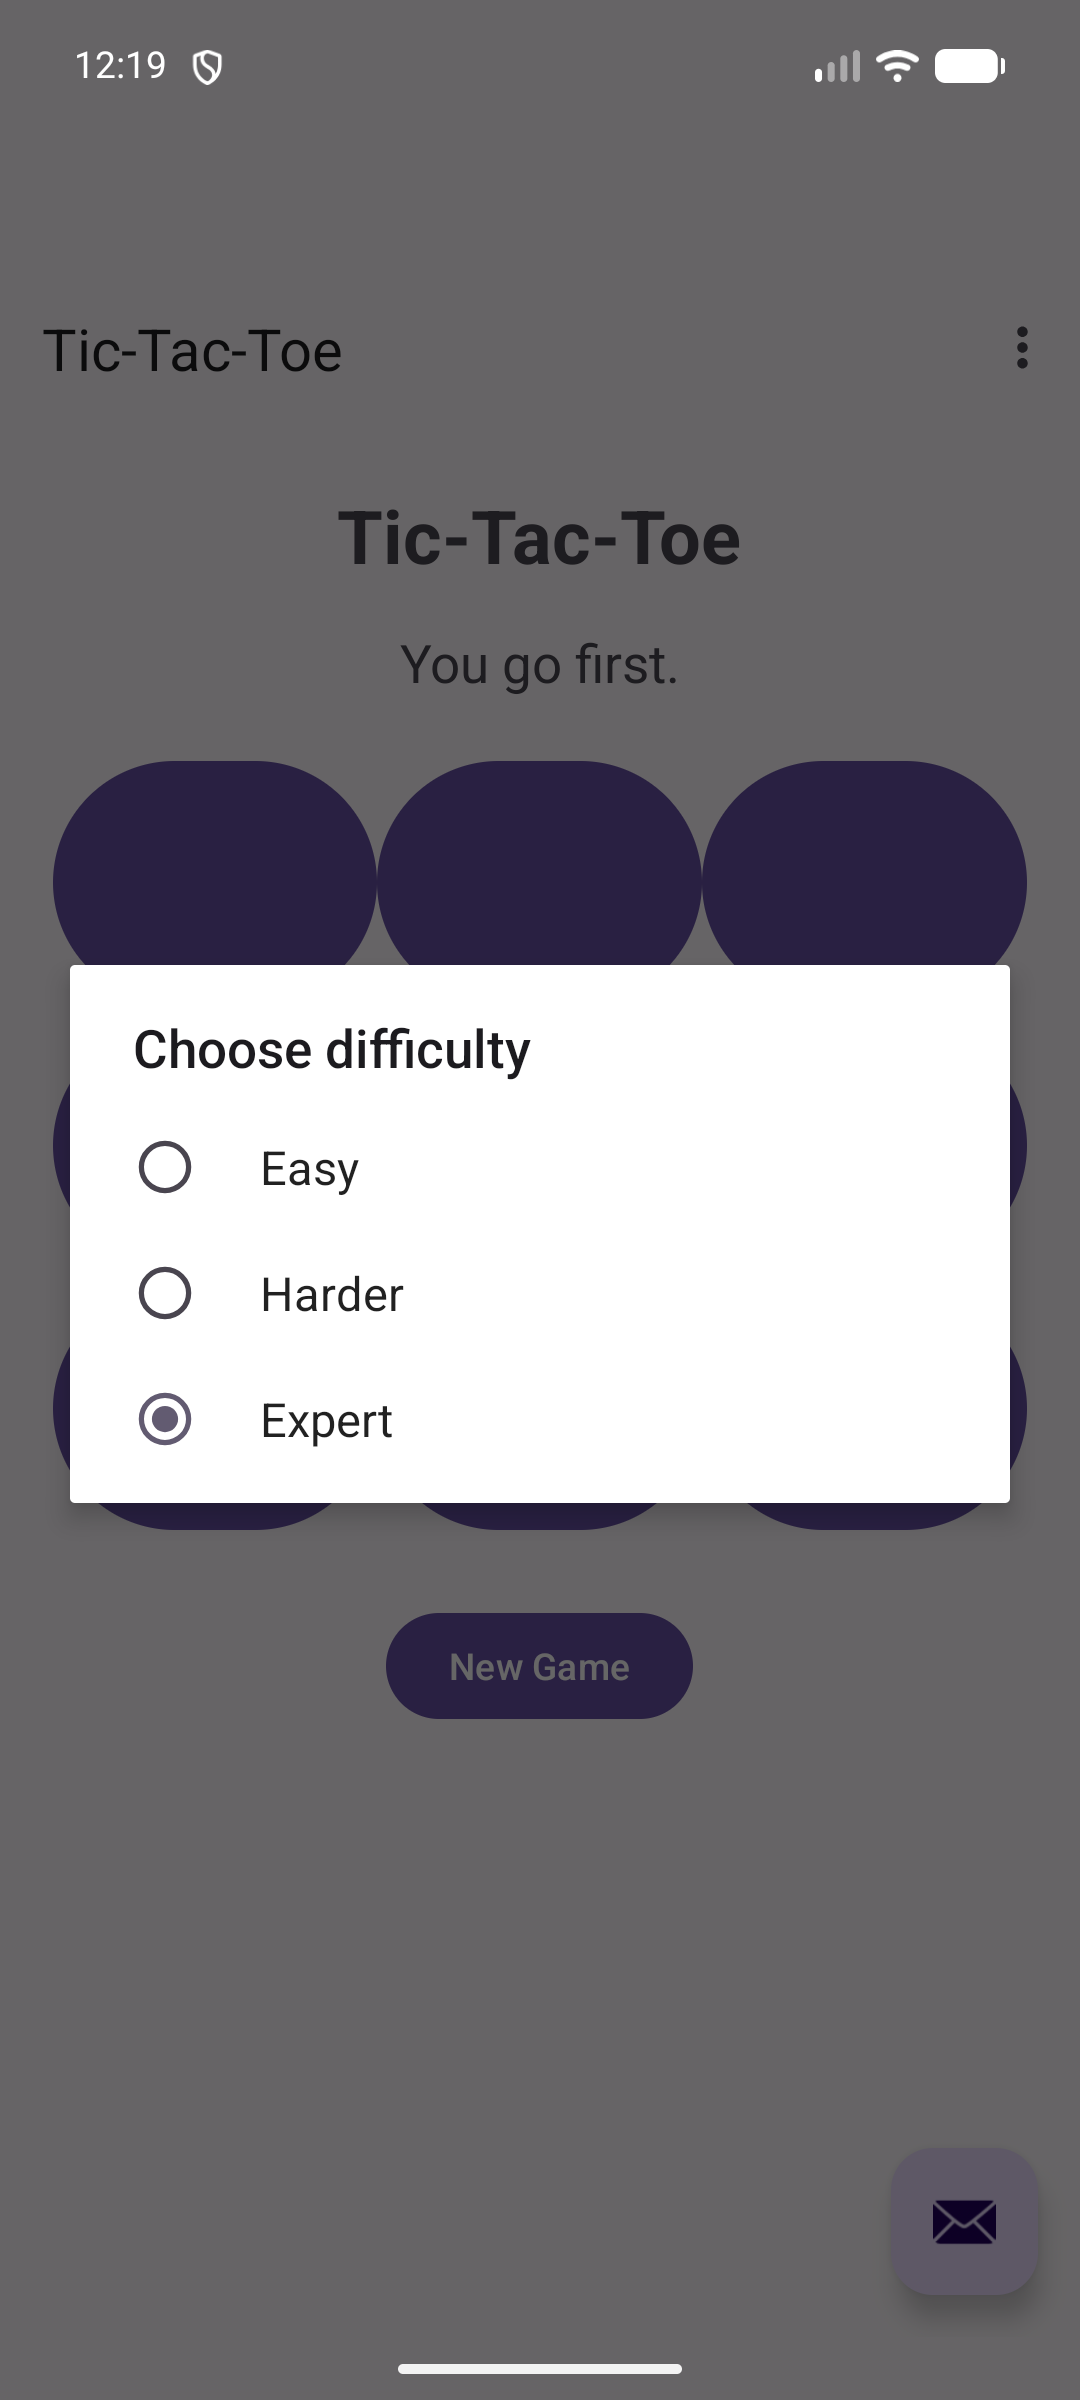 12:19
Tic-Tac-Toe
Tic-Tac-Toe
You go first.
Choose difficulty
Easy
Harder
Expert
New Game